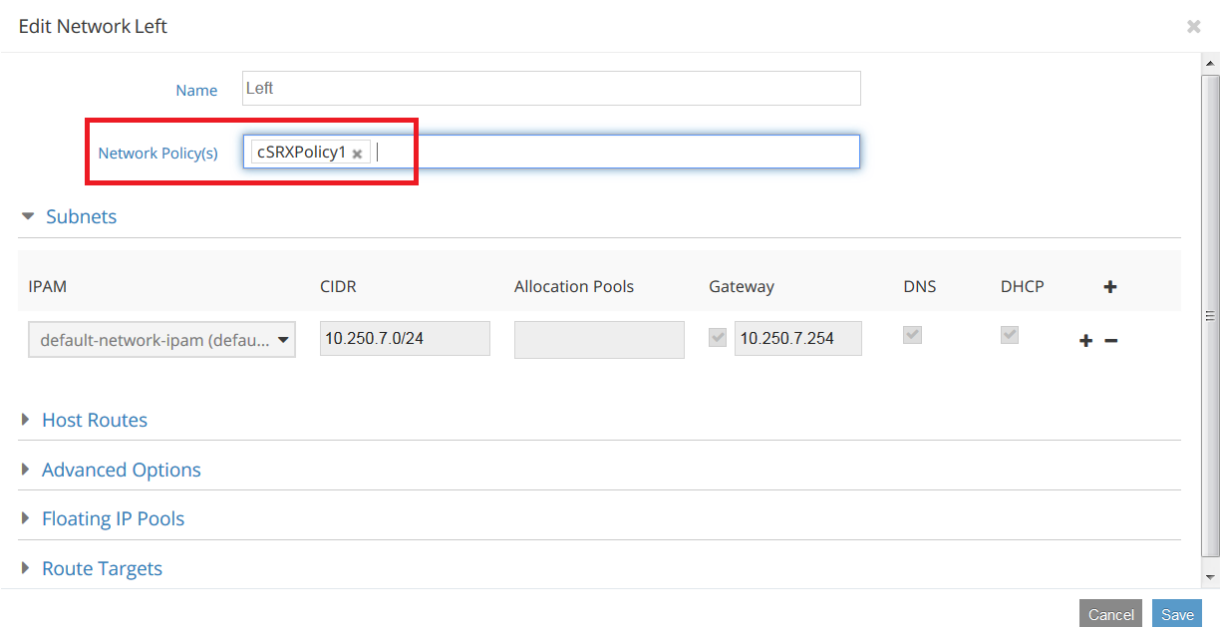 Edit Network Left
Name Left
Network Policy(s) cSRXPolicy1
Subnets
IPAM CIDR Allocation Pools Gateway DNS DHCP
default-network-ipam (defau... 10.250.7.0/24 10.250.7.254
Host Routes
Advanced Options
Floating IP Pools
Route Targets
Cancel Save